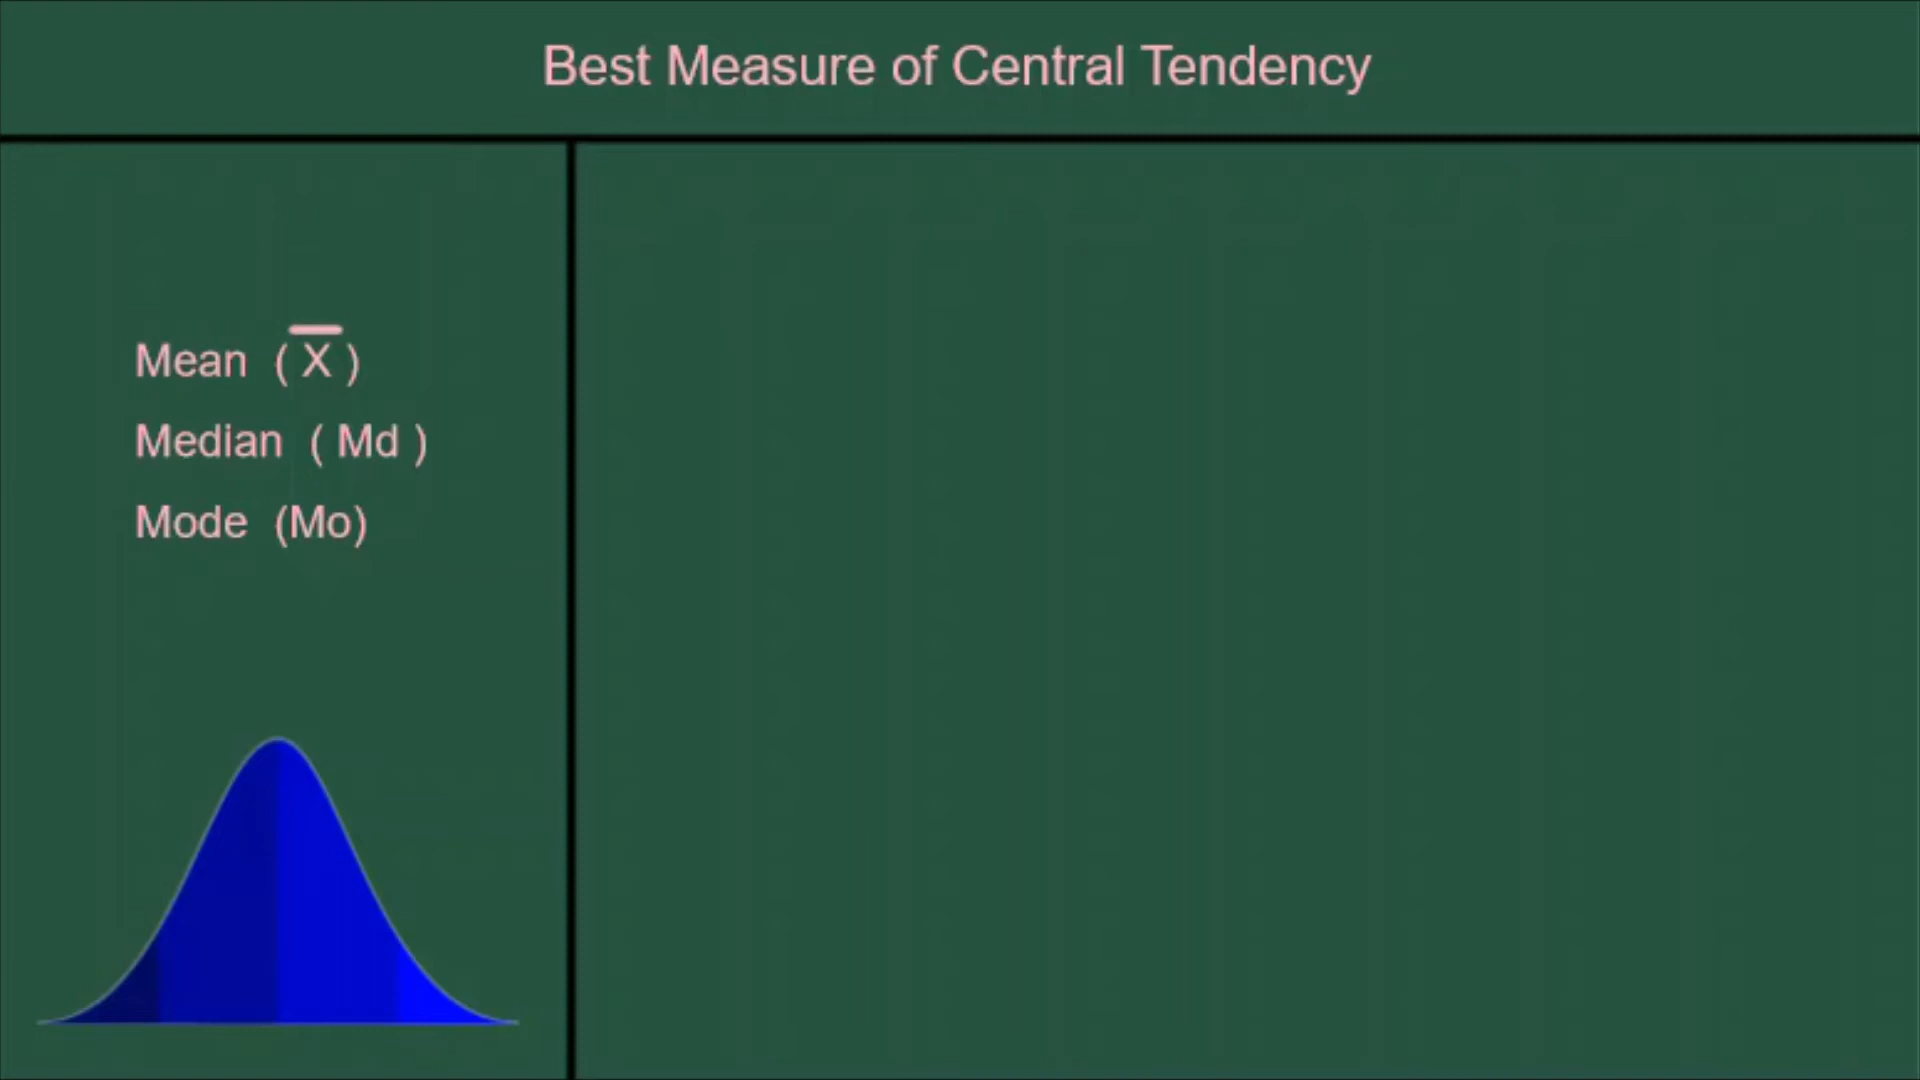 Best Measure of Central Tendency
Mean ( X̅ )
Median ( Md )
Mode (Mo)